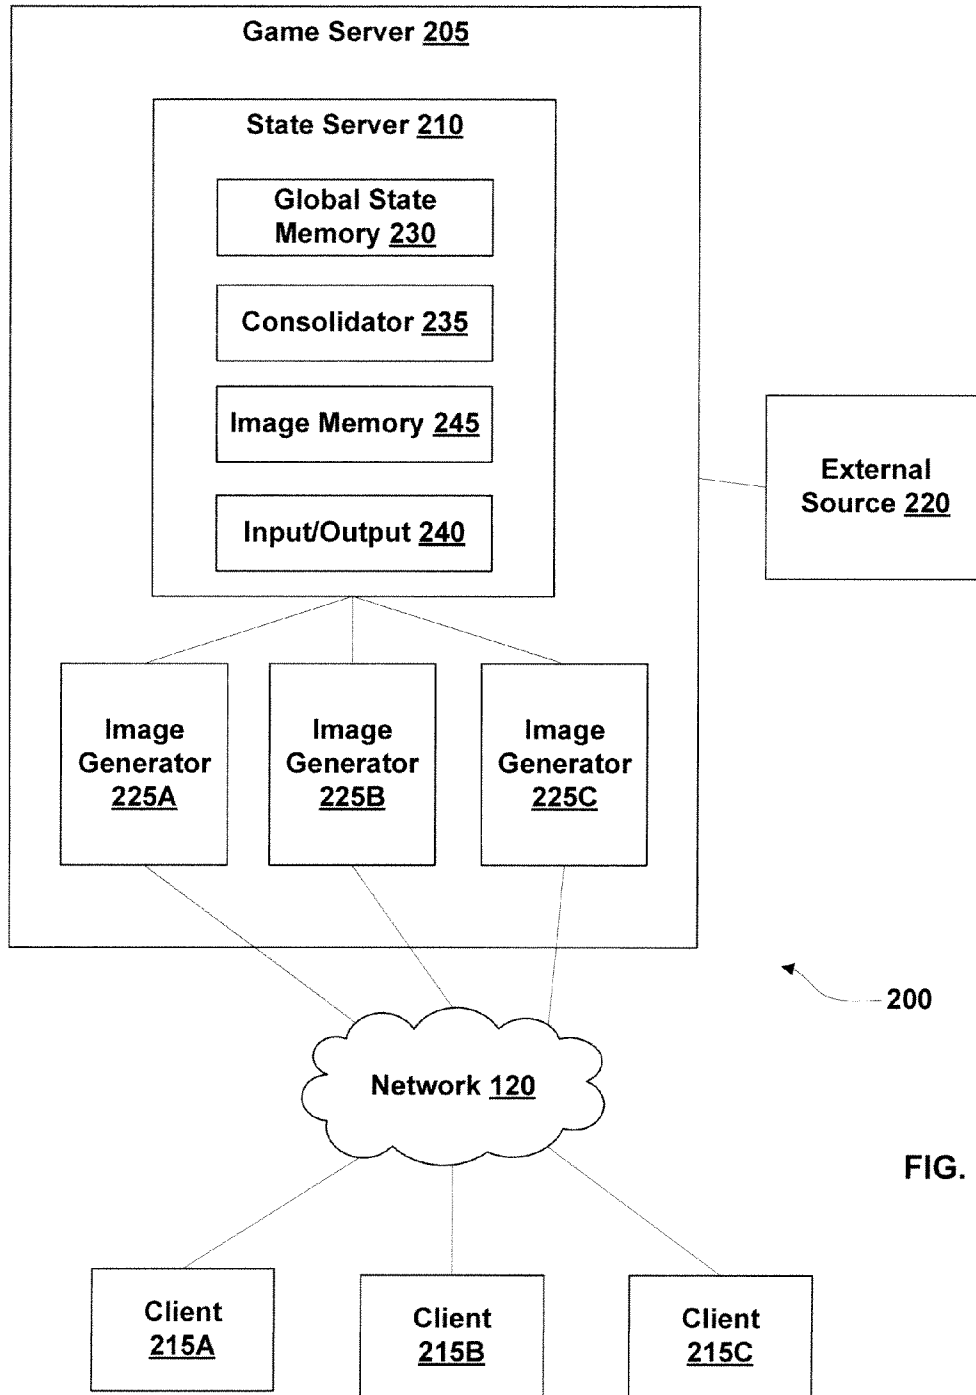 Game Server 205
State Server 210
Global State
Memory 230
Consolidator 235
Image Memory 245
Input/Output 240
External
Source 220
Image
Generator
225A
Image
Generator
225B
Image
Generator
225C
200
Network 120
FIG.
Client
215A
Client
215B
Client
215C